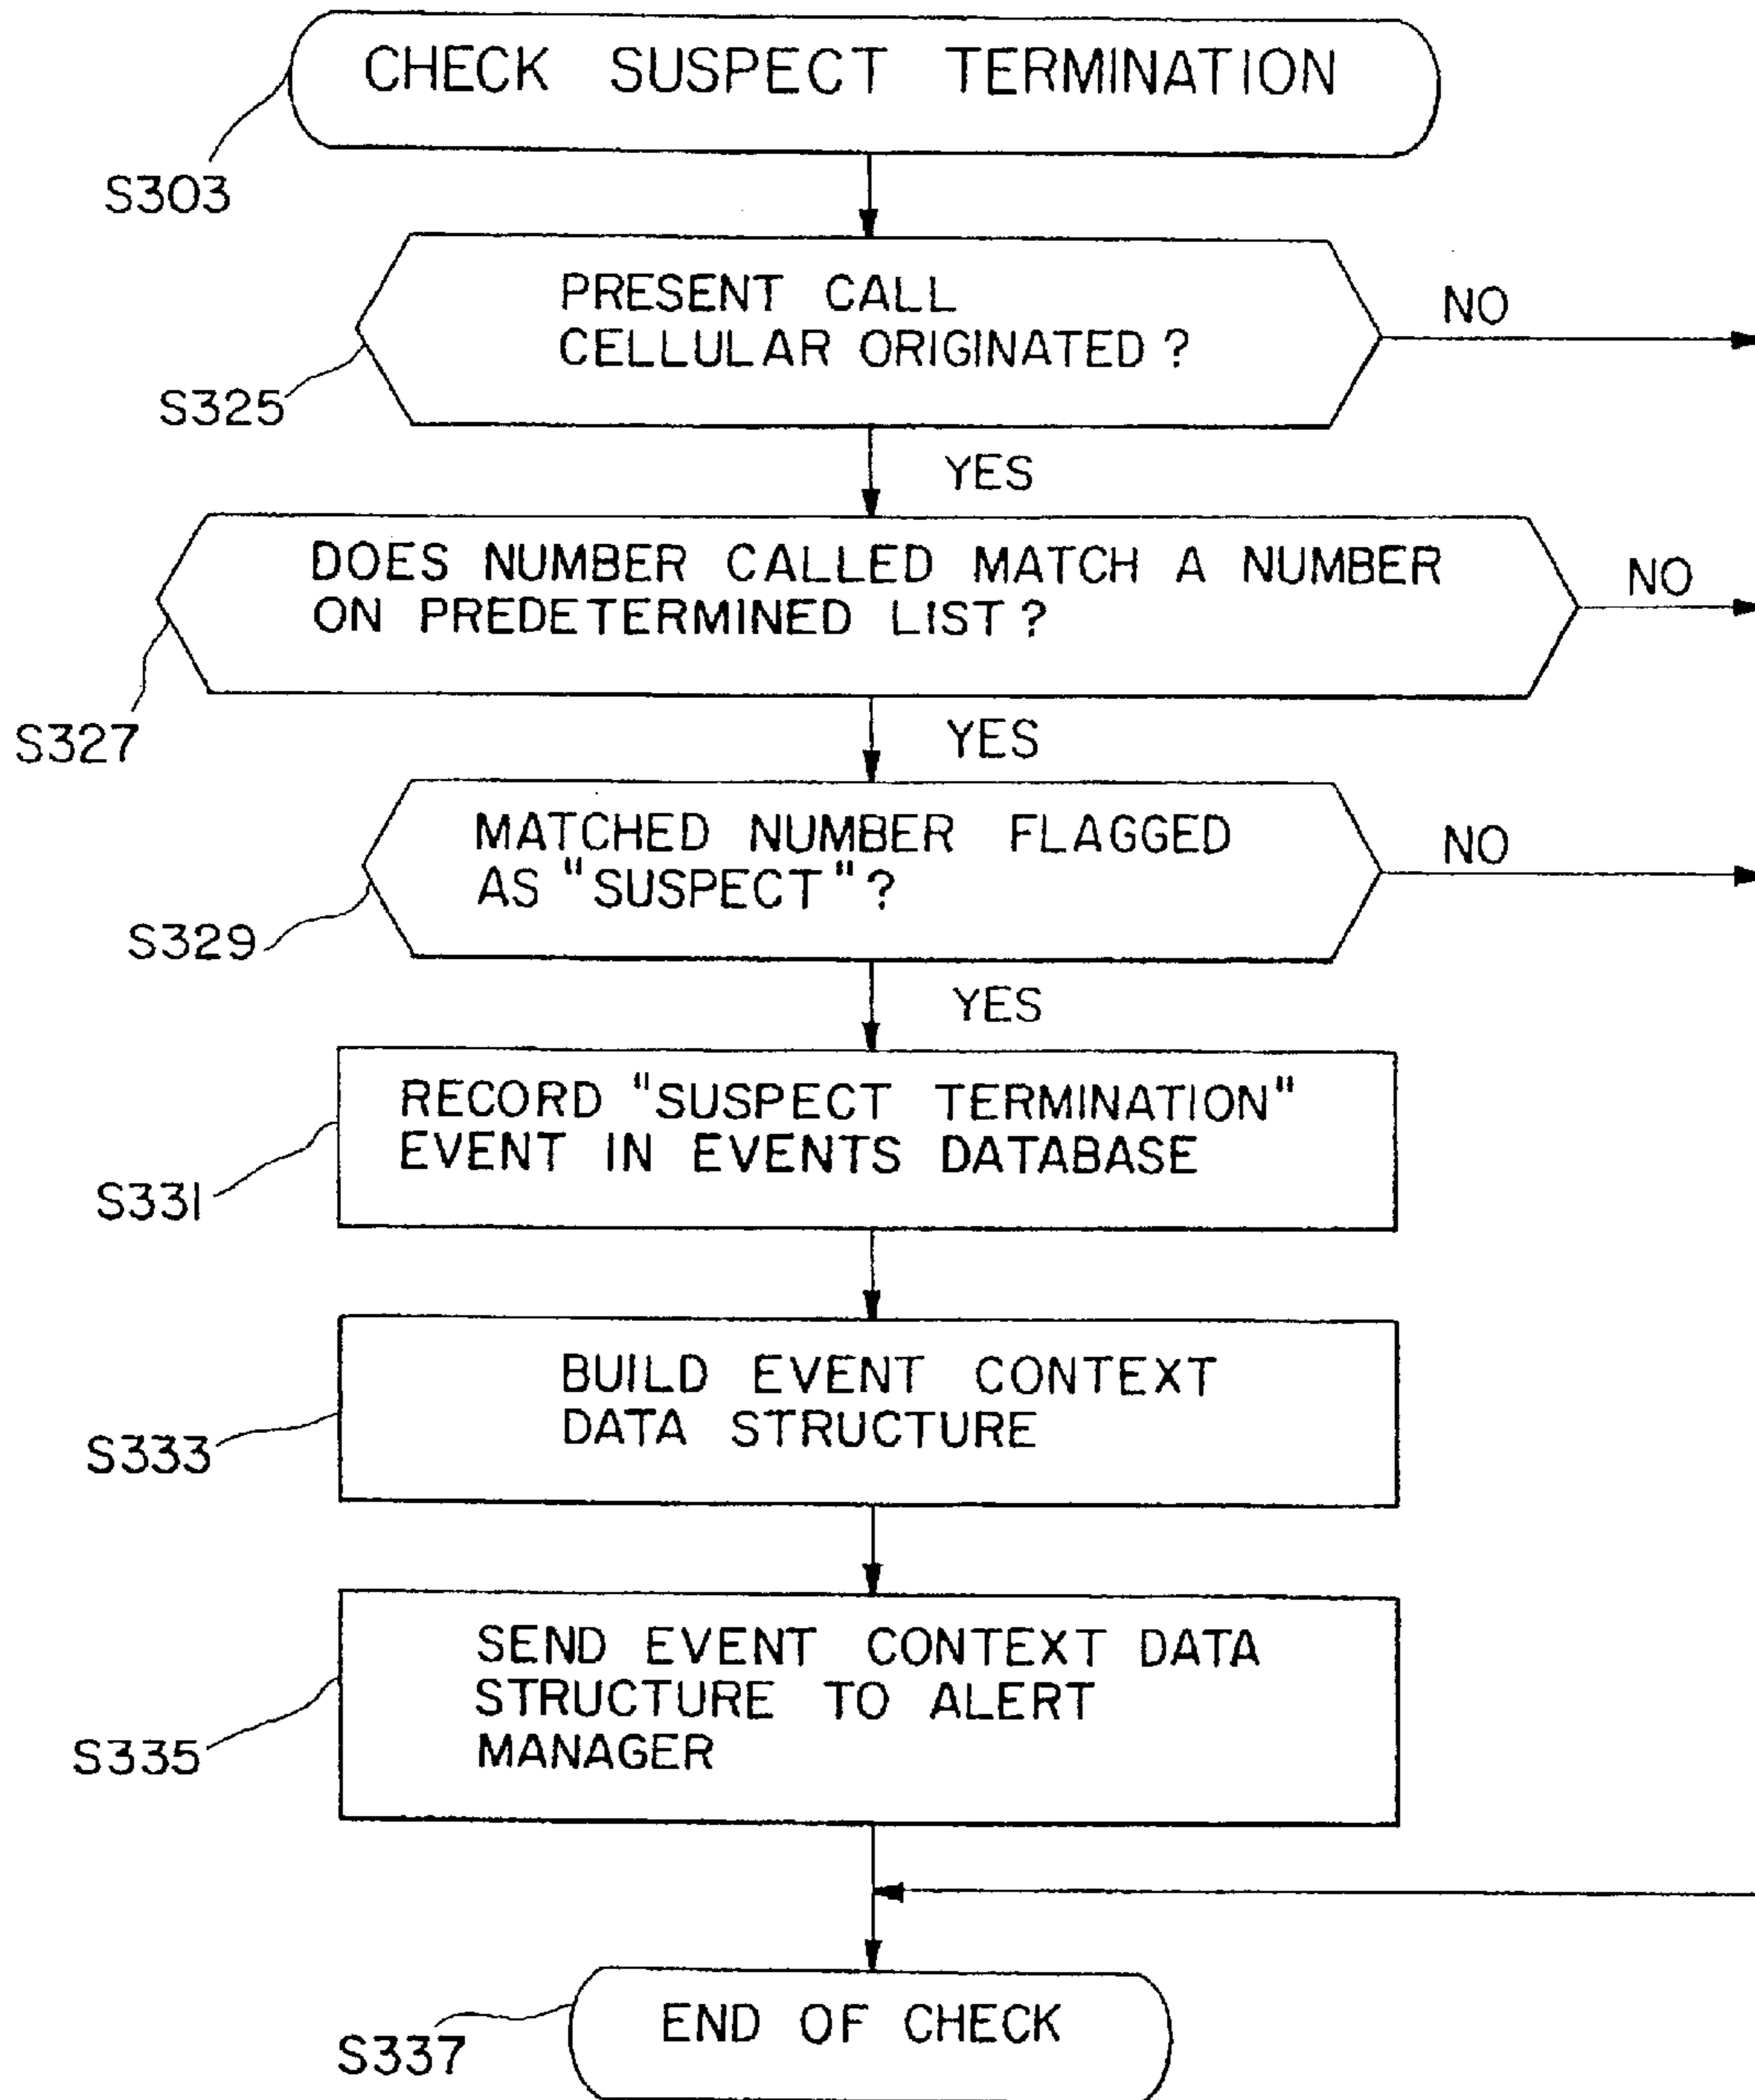 CHECK SUSPECT TERMINATION
S303
PRESENT CALL
CELLULAR ORIGINATED?
NO
S325
YES
DOES NUMBER CALLED MATCH A NUMBER
ON PREDETERMINED LIST?
NO
S327
YES
MATCHED NUMBER FLAGGED
AS "SUSPECT"?
NO
S329
YES
RECORD "SUSPECT TERMINATION"
EVENT IN EVENTS DATABASE
S331
BUILD EVENT CONTEXT
DATA STRUCTURE
S333
SEND EVENT CONTEXT DATA
STRUCTURE TO ALERT
MANAGER
S335
END OF CHECK
S337